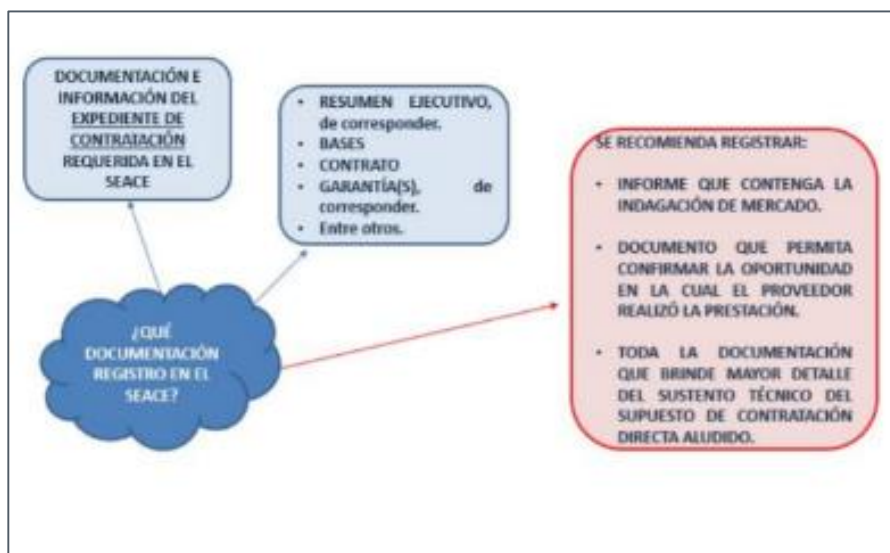 DOCUMENTACIÓN E
INFORMACIÓN DEL
EXPEDIENTE DE
CONTRATACIÓN
REQUERIDA EN EL
SEACE
• RESUMEN EJECUTIVO,
de corresponder.
• BASES
• CONTRATO
• GARANTÍA(S), de
corresponder.
• Entre otros.
SE RECOMIENDA REGISTRAR:
• INFORME QUE CONTENGA LA
INDAGACIÓN DE MERCADO.
• DOCUMENTO QUE PERMITA
CONFIRMAR LA OPORTUNIDAD
EN LA CUAL EL PROVEEDOR
REALIZÓ LA PRESTACIÓN.
• TODA LA DOCUMENTACIÓN
QUE BRINDE MAYOR DETALLE
DEL SUSTENTO TÉCNICO DEL
SUPUESTO DE CONTRATACIÓN
DIRECTA ALUDIDO.
¿QUÉ
DOCUMENTACIÓN
REGISTRO EN EL
SEACE?